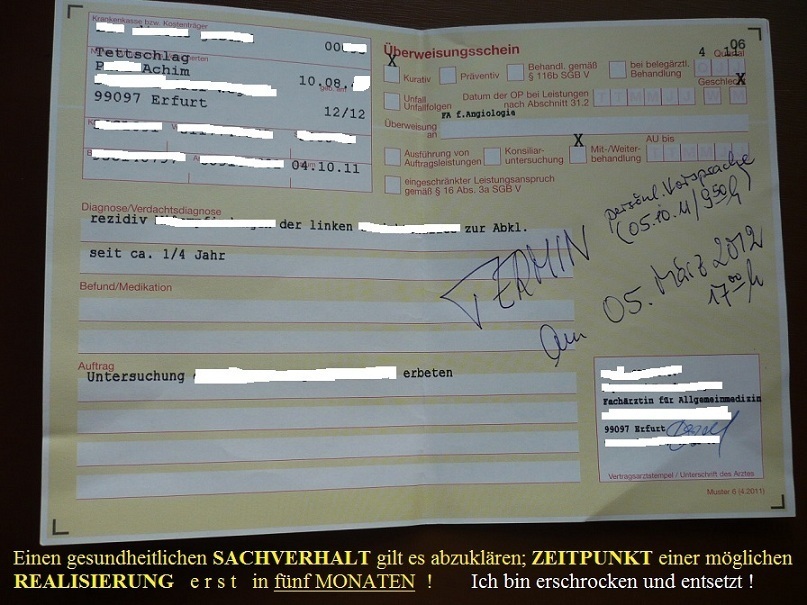 Krankenkasse bzw. Kostenträger
Überweisungsschein
06
00
4 11 Quartal
Tettschlag
P Achim
10.08.
99097 Erfurt
12/12
04.10.11
X Kurativ
Präventiv
Behandl. gemäß § 116b SGB V
bei belegärztl. Behandlung
Geschlecht
X
Unfall Unfallfolgen
Datum der OP bei Leistungen nach Abschnitt 31.2
T T M M J J W M
Überweisung an
FA f.Angiologie
AU bis
Ausführung von Auftragsleistungen
Konsiliar-untersuchung
X Mit-/Weiter-behandlung
T T M M J J
eingeschränkter Leistungsanspruch gemäß § 16 Abs. 3a SGB V
Diagnose/Verdachtsdiagnose
rezidiv der linken zur Abkl.
seit ca. 1/4 Jahr
persönl Vorsprache
(05.10.11/9 50 h)
TERMIN
am 05. März 2012
17 00 h
Befund/Medikation
Auftrag
Untersuchung erbeten
Fachärztin für Allgemeinmedizin
99097 Erfurt
Vertragsarztstempel / Unterschrift des Arztes
Muster 6 (4.2011)
Einen gesundheitlichen SACHVERHALT gilt es abzuklären; ZEITPUNKT einer möglichen
REALISIERUNG e r s t in fünf MONATEN ! Ich bin erschrocken und entsetzt !